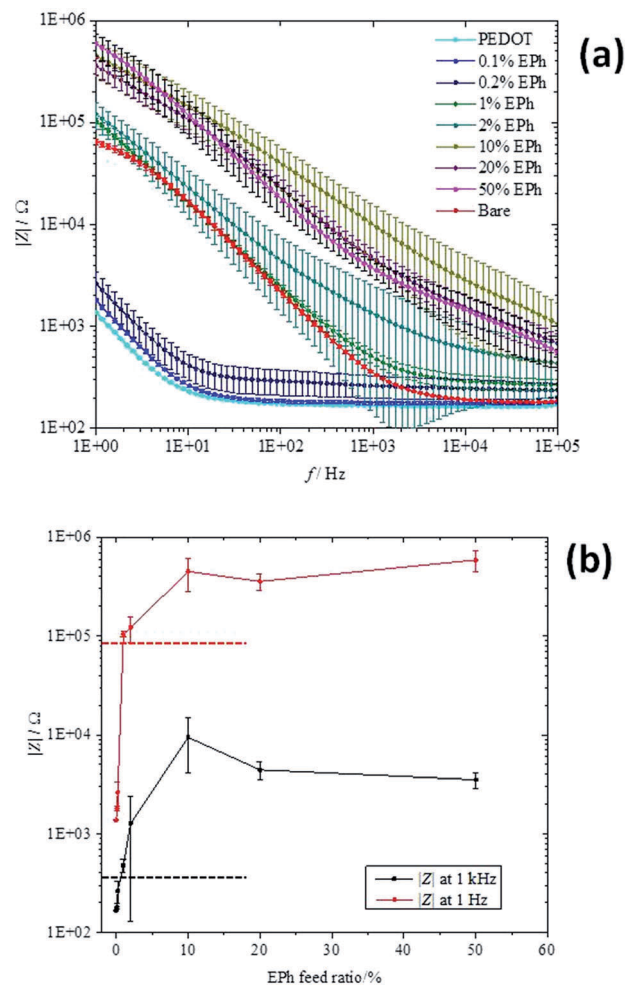 (a)
1E+06
1E+05
1E+04
1E+03
1E+02
|Z| / Ω
PEDOT
0.1% EPh
0.2% EPh
1% EPh
2% EPh
10% EPh
20% EPh
50% EPh
Bare
1E+00 1E+01 1E+02 1E+03 1E+04 1E+05
f / Hz
(b)
1E+06
1E+05
1E+04
1E+03
1E+02
|Z| / Ω
|Z| at 1 kHz
|Z| at 1 Hz
0 10 20 30 40 50 60
EPh feed ratio/%